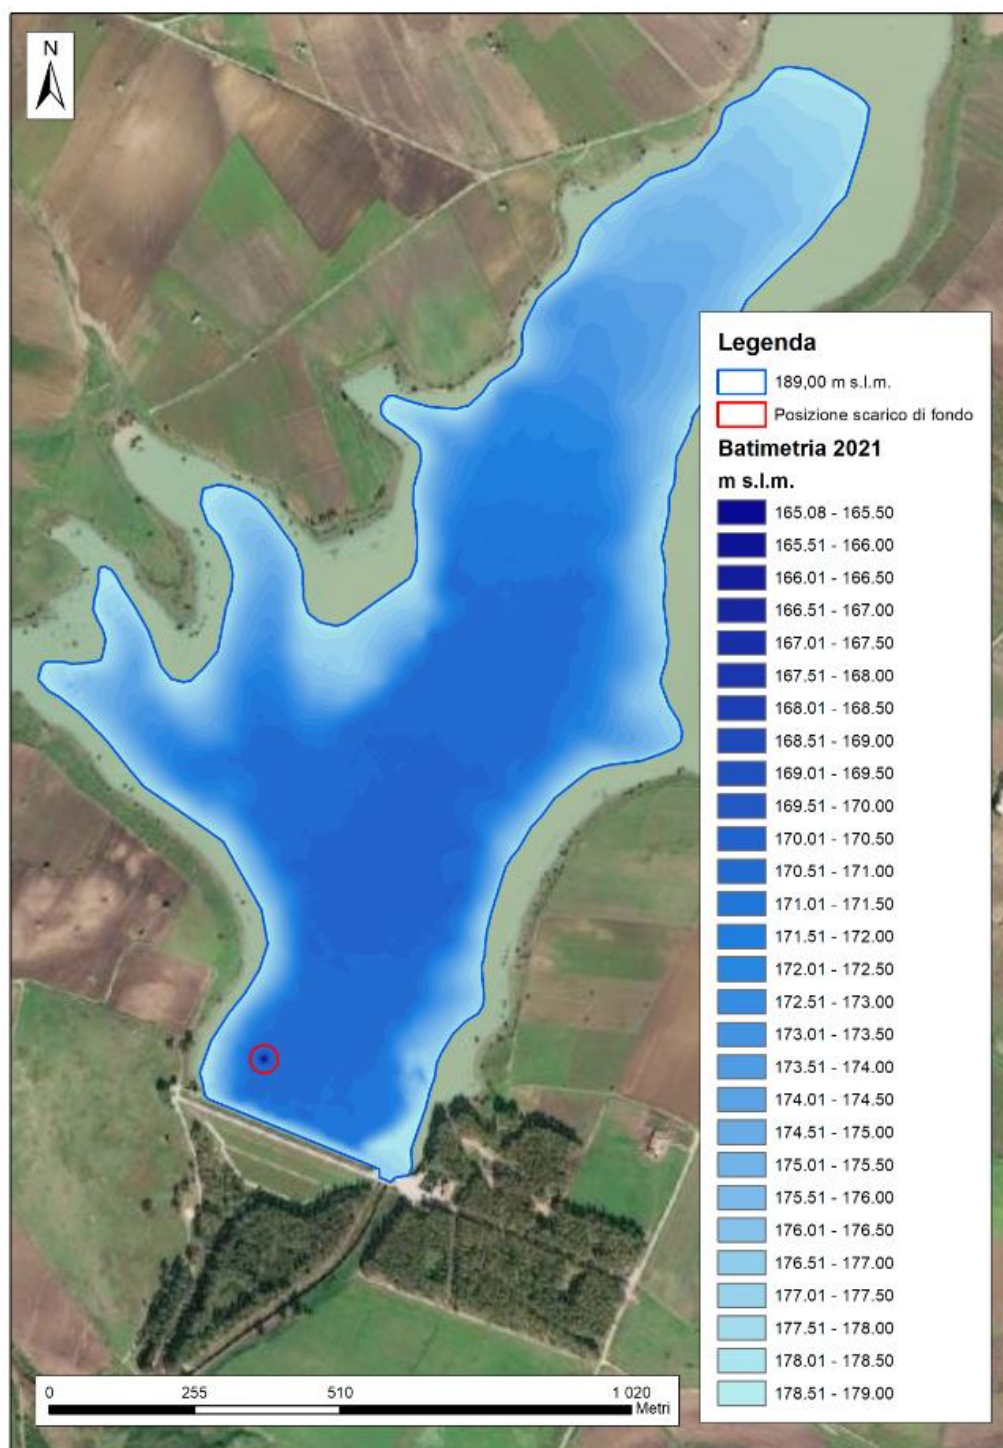 N
Legenda
189,00 m s.l.m.
Posizione scarico di fondo
Batimetria 2021
m s.l.m.
165.08 - 165.50
165.51 - 166.00
166.01 - 166.50
166.51 - 167.00
167.01 - 167.50
167.51 - 168.00
168.01 - 168.50
168.51 - 169.00
169.01 - 169.50
169.51 - 170.00
170.01 - 170.50
170.51 - 171.00
171.01 - 171.50
171.51 - 172.00
172.01 - 172.50
172.51 - 173.00
173.01 - 173.50
173.51 - 174.00
174.01 - 174.50
174.51 - 175.00
175.01 - 175.50
175.51 - 176.00
176.01 - 176.50
176.51 - 177.00
177.01 - 177.50
177.51 - 178.00
178.01 - 178.50
178.51 - 179.00
0 255 510 1 020
Metri